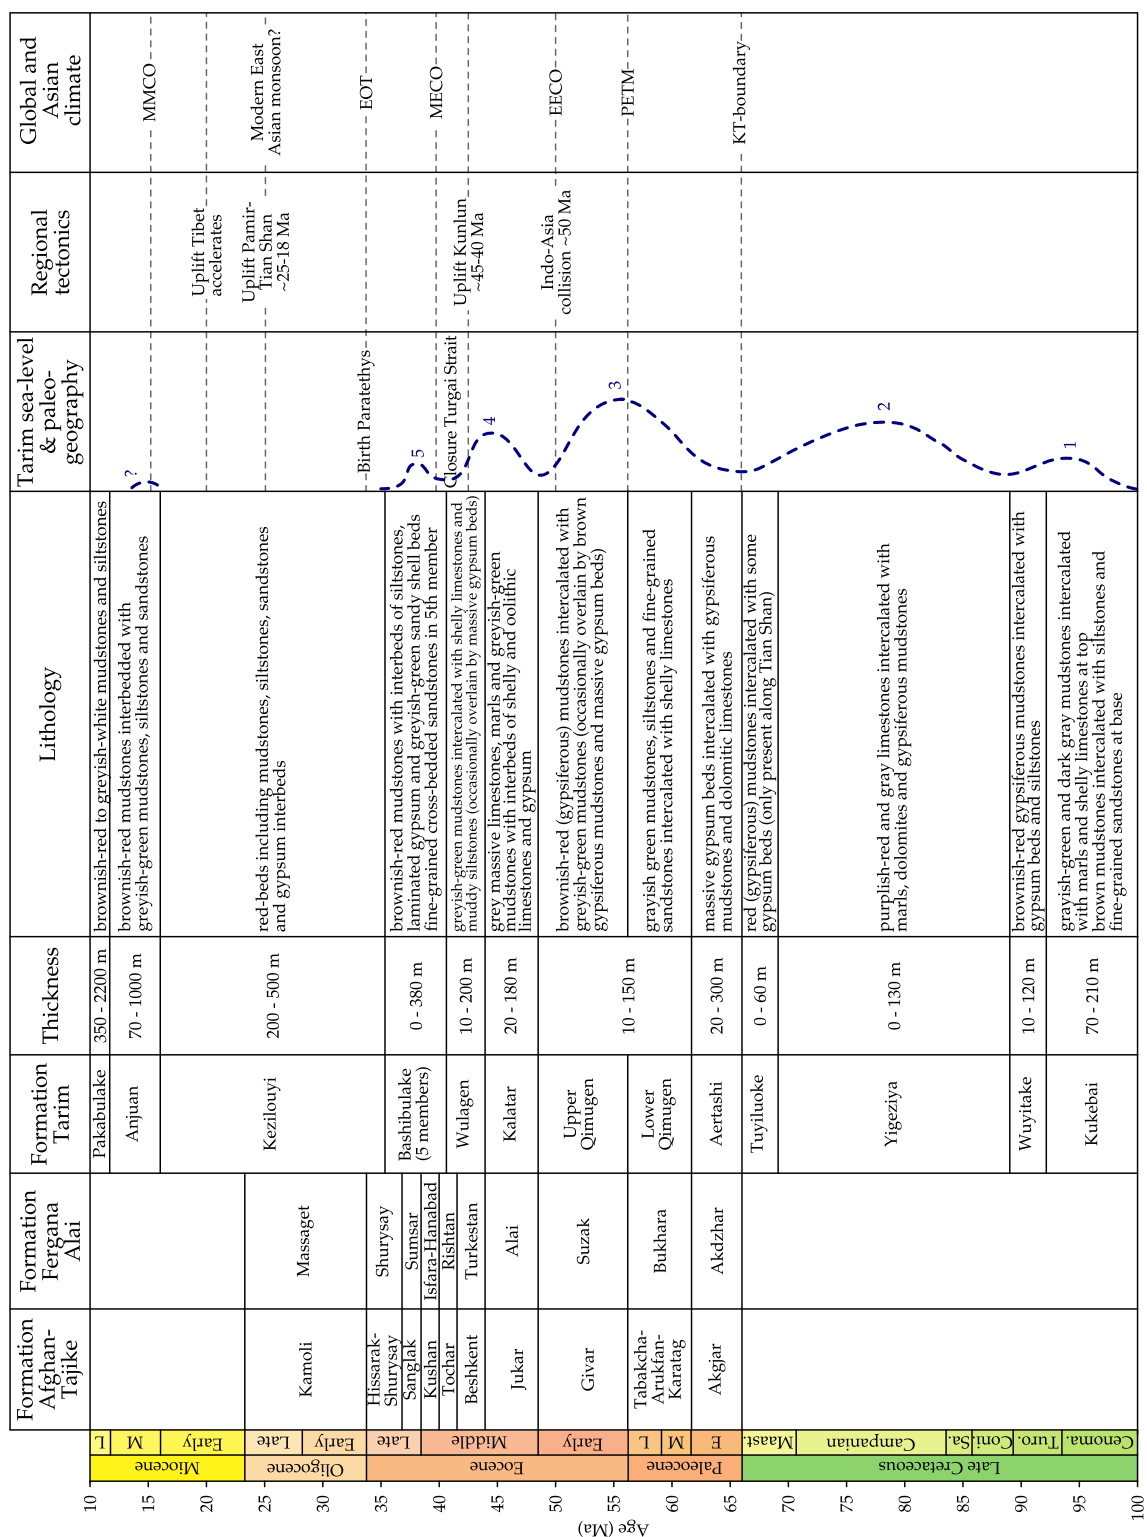 Age (Ma)
10
15
20
25
30
35
40
45
50
55
60
65
70
75
80
85
90
95
100
Miocene
Oligocene
Eocene
Paleocene
Late Cretaceous
L
M
Early
Late
Early
Late
Middle
Early
L
M
E
Maast.
Campanian
Sa.
Coni.
Turo.
Cenoma.
Formation
Afghan-
Tajike
Kamoli
Hissarak-
Shurysay
Sanglak
Kushan
Tochar
Beshkent
Jukar
Givar
Tabakcha-
Arukfan-
Karatag
Akgjar
Formation
Fergana
Alai
Massaget
Shurysay
Sumsar
Isfara-Hanabad
Rishtan
Turkestan
Alai
Suzak
Bukhara
Akdzhar
Formation
Tarim
Pakabulake
Anjuan
Kezilouyi
Bashibulake
(5 members)
Wulagen
Kalatar
Upper
Qimugen
Lower
Qimugen
Aertashi
Tuyiluoke
Yigeziya
Wuyitake
Kukebai
Thickness
350 - 2200 m
70 - 1000 m
200 - 500 m
0 - 380 m
10 - 200 m
20 - 180 m
10 - 150 m
20 - 300 m
0 - 60 m
0 - 130 m
10 - 120 m
70 - 210 m
Lithology
brownish-red to greyish-white mudstones and siltstones
brownish-red mudstones interbedded with
greyish-green mudstones, siltstones and sandstones
red-beds including mudstones, siltstones, sandstones
and gypsum interbeds
brownish-red mudstones with interbeds of siltstones,
laminated gypsum and greyish-green sandy shell beds
fine-grained cross-bedded sandstones in 5th member
greyish-green mudstones intercalated with shelly limestones and
muddy siltstones (occasionally overlain by massive gypsum beds)
grey massive limestones, marls and greyish-green
mudstones with interbeds of shelly and oolithic
limestones and gypsum
brownish-red (gypsiferous) mudstones intercalated with
greyish-green mudstones (occasionally overlain by brown
gypsiferous mudstones and massive gypsum beds)
grayish green mudstones, siltstones and fine-grained
sandstones intercalated with shelly limestones
massive gypsum beds intercalated with gypsiferous
mudstones and dolomitic limestones
red (gypsiferous) mudstones intercalated with some
gypsum beds (only present along Tian Shan)
purplish-red and gray limestones intercalated with
marls, dolomites and gypsiferous mudstones
brownish-red gypsiferous mudstones intercalated with
gypsum beds and siltstones
grayish-green and dark gray mudstones intercalated
with marls and shelly limestones at top
brown mudstones intercalated with siltstones and
fine-grained sandstones at base
Tarim sea-level
& paleo-
geography
?
Birth Paratethys
5
Closure Turgai Strait
4
3
2
1
Regional
tectonics
Uplift Tibet
accelerates
Uplift Pamir-
Tian Shan
~25-18 Ma
Uplift Kunlun
~45-40 Ma
Indo-Asia
collision ~50 Ma
Global and
Asian
climate
MMCO
Modern East
Asian monsoon?
EOT
MECO
EECO
PETM
KT-boundary